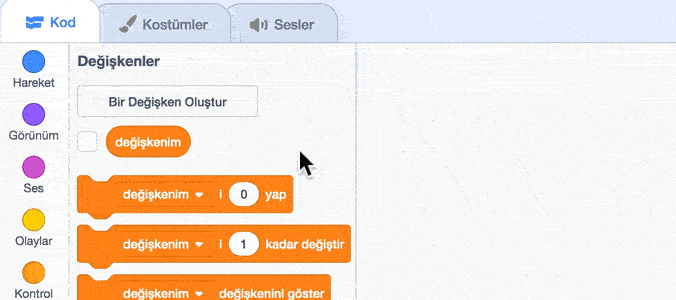 Kod Kostümler Sesler
Hareket
Görünüm
Ses
Olaylar
Kontrol
Değişkenler
Bir Değişken Oluştur
değişkenim
değişkenim i 0 yap
değişkenim i 1 kadar değiştir
değişkenim değişkenini göster